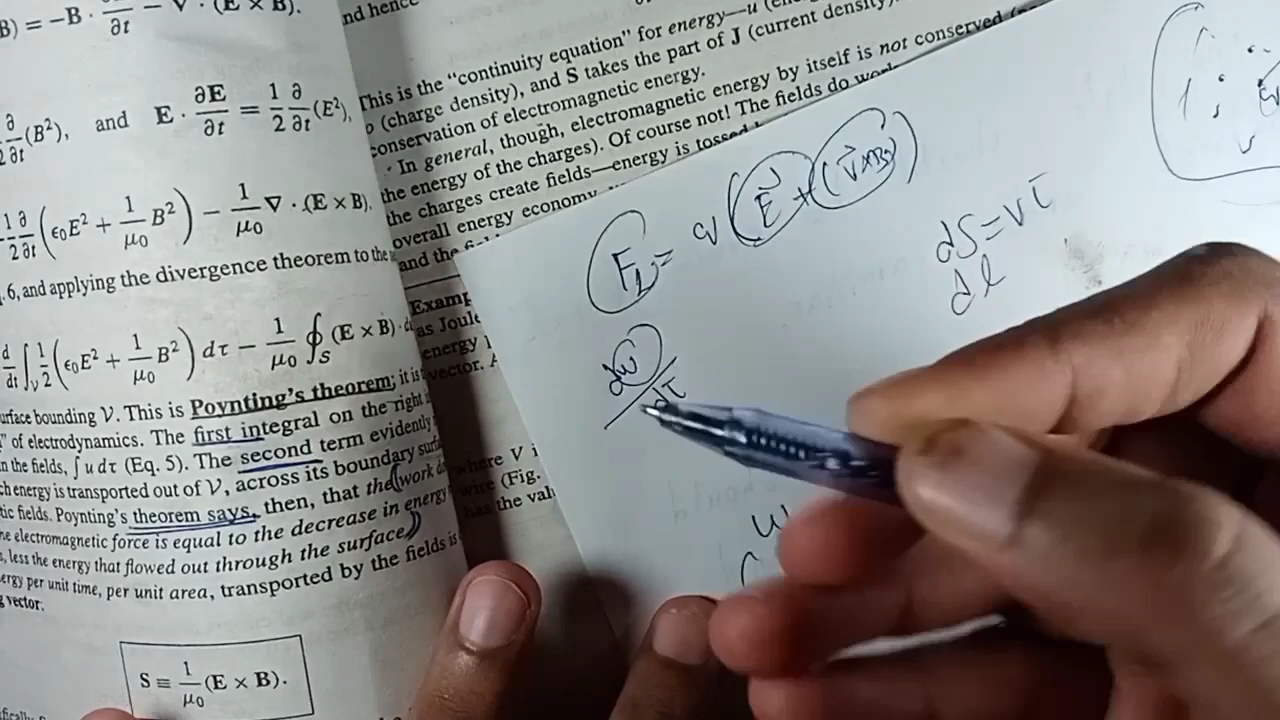 B) = −B · ∂/∂t − ∇ · (E × B).
∂/∂t (B²), and E · ∂E/∂t = 1/2 ∂/∂t (E²),
1/2 ∂/∂t (ϵ₀E² + 1/μ₀ B²) − 1/μ₀ ∇ · (E × B).
6, and applying the divergence theorem to the
d/dt ∫ᵥ 1/2 (ϵ₀E² + 1/μ₀ B²) dτ − 1/μ₀ ∮S (E × B) ·
surface bounding V. This is Poynting's theorem; it is
of electrodynamics. The first integral on the right
in the fields, ∫ u dτ (Eq. 5). The second term evidently
ch energy is transported out of V, across its boundary surf
tic fields. Poynting's theorem says, then, that the work
electromagnetic force is equal to the decrease in energy
, less the energy that flowed out through the surface.
ergy per unit time, per unit area, transported by the fields is
vector:
S ≡ 1/μ₀ (E × B).
and hence
This is the “continuity equation” for energy—u
(charge density), and S takes the part of J (current density)
conservation of electromagnetic energy.
In general, though, electromagnetic energy by itself is not conserved
the energy of the charges). Of course not! The fields do work
the charges create fields—energy is tossed
overall energy economy
and the
Examp
as Joule
energy
vector. A
where V i
wire (Fig.
has the val
F = q (E + (V × B))
dS = vτ
dl
dw/dτ
w